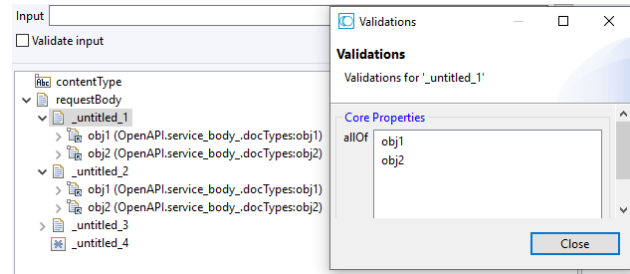 Input
Validate input
Abc contentType
requestBody
_untitled_1
obj1 (OpenAPI.service_body_.docTypes:obj1)
obj2 (OpenAPI.service_body_.docTypes:obj2)
_untitled_2
obj1 (OpenAPI.service_body_.docTypes:obj1)
obj2 (OpenAPI.service_body_.docTypes:obj2)
_untitled_3
_untitled_4
Validations
Validations
Validations for '_untitled_1'
Core Properties
allOf
obj1
obj2
Close